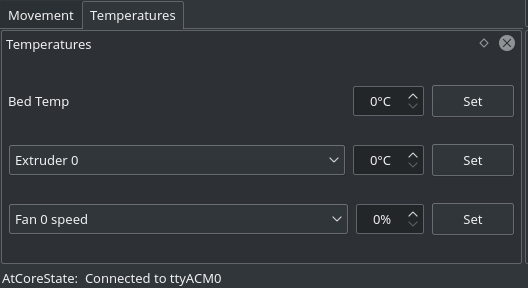 Movement Temperatures
Temperatures
Bed Temp 0°C Set
Extruder 0 0°C Set
Fan 0 speed 0% Set
AtCoreState: Connected to ttyACM0